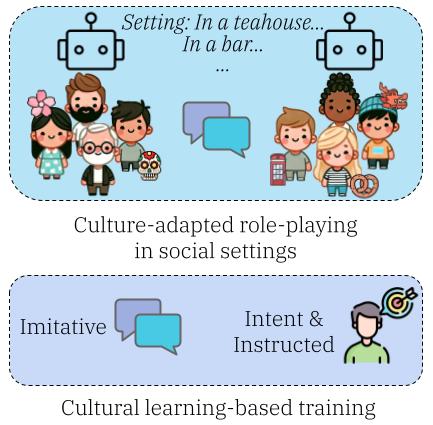 Setting: In a teahouse...
In a bar...
...
Culture-adapted role-playing
in social settings
Imitative
Intent &
Instructed
Cultural learning-based training